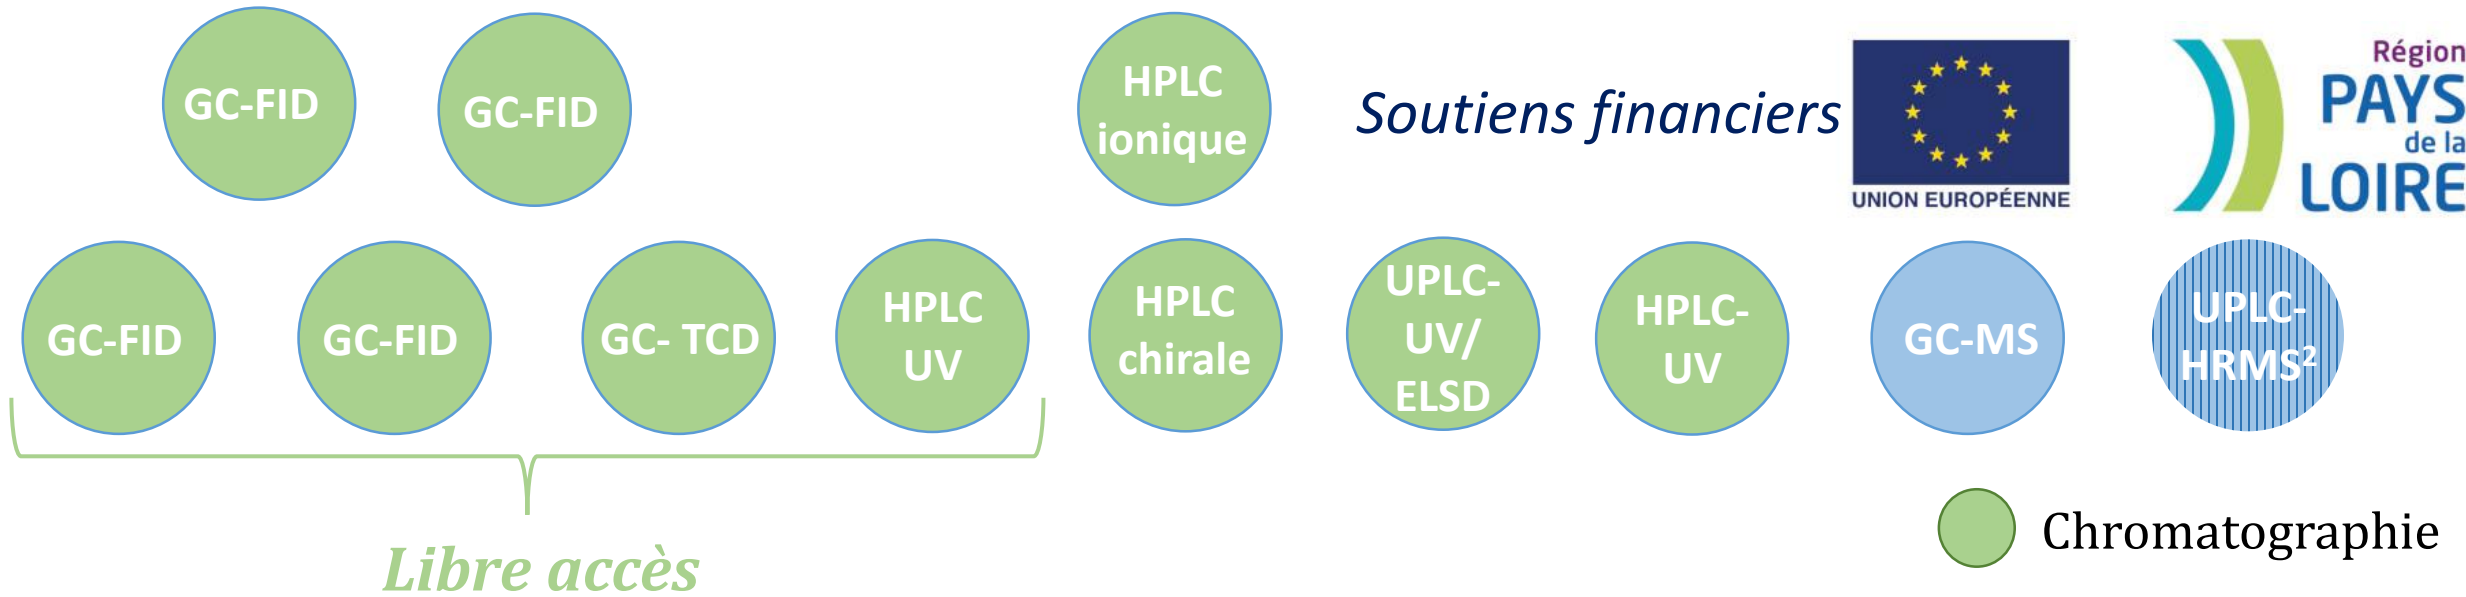 GC-FID
GC-FID
HPLC
ionique
Soutiens financiers
UNION EUROPÉENNE
Région
PAYS
de la
LOIRE
GC-FID
GC-FID
GC- TCD
HPLC
UV
HPLC
chirale
UPLC-
UV/
ELSD
HPLC-
UV
GC-MS
UPLC-
HRMS²
Libre accès
Chromatographie